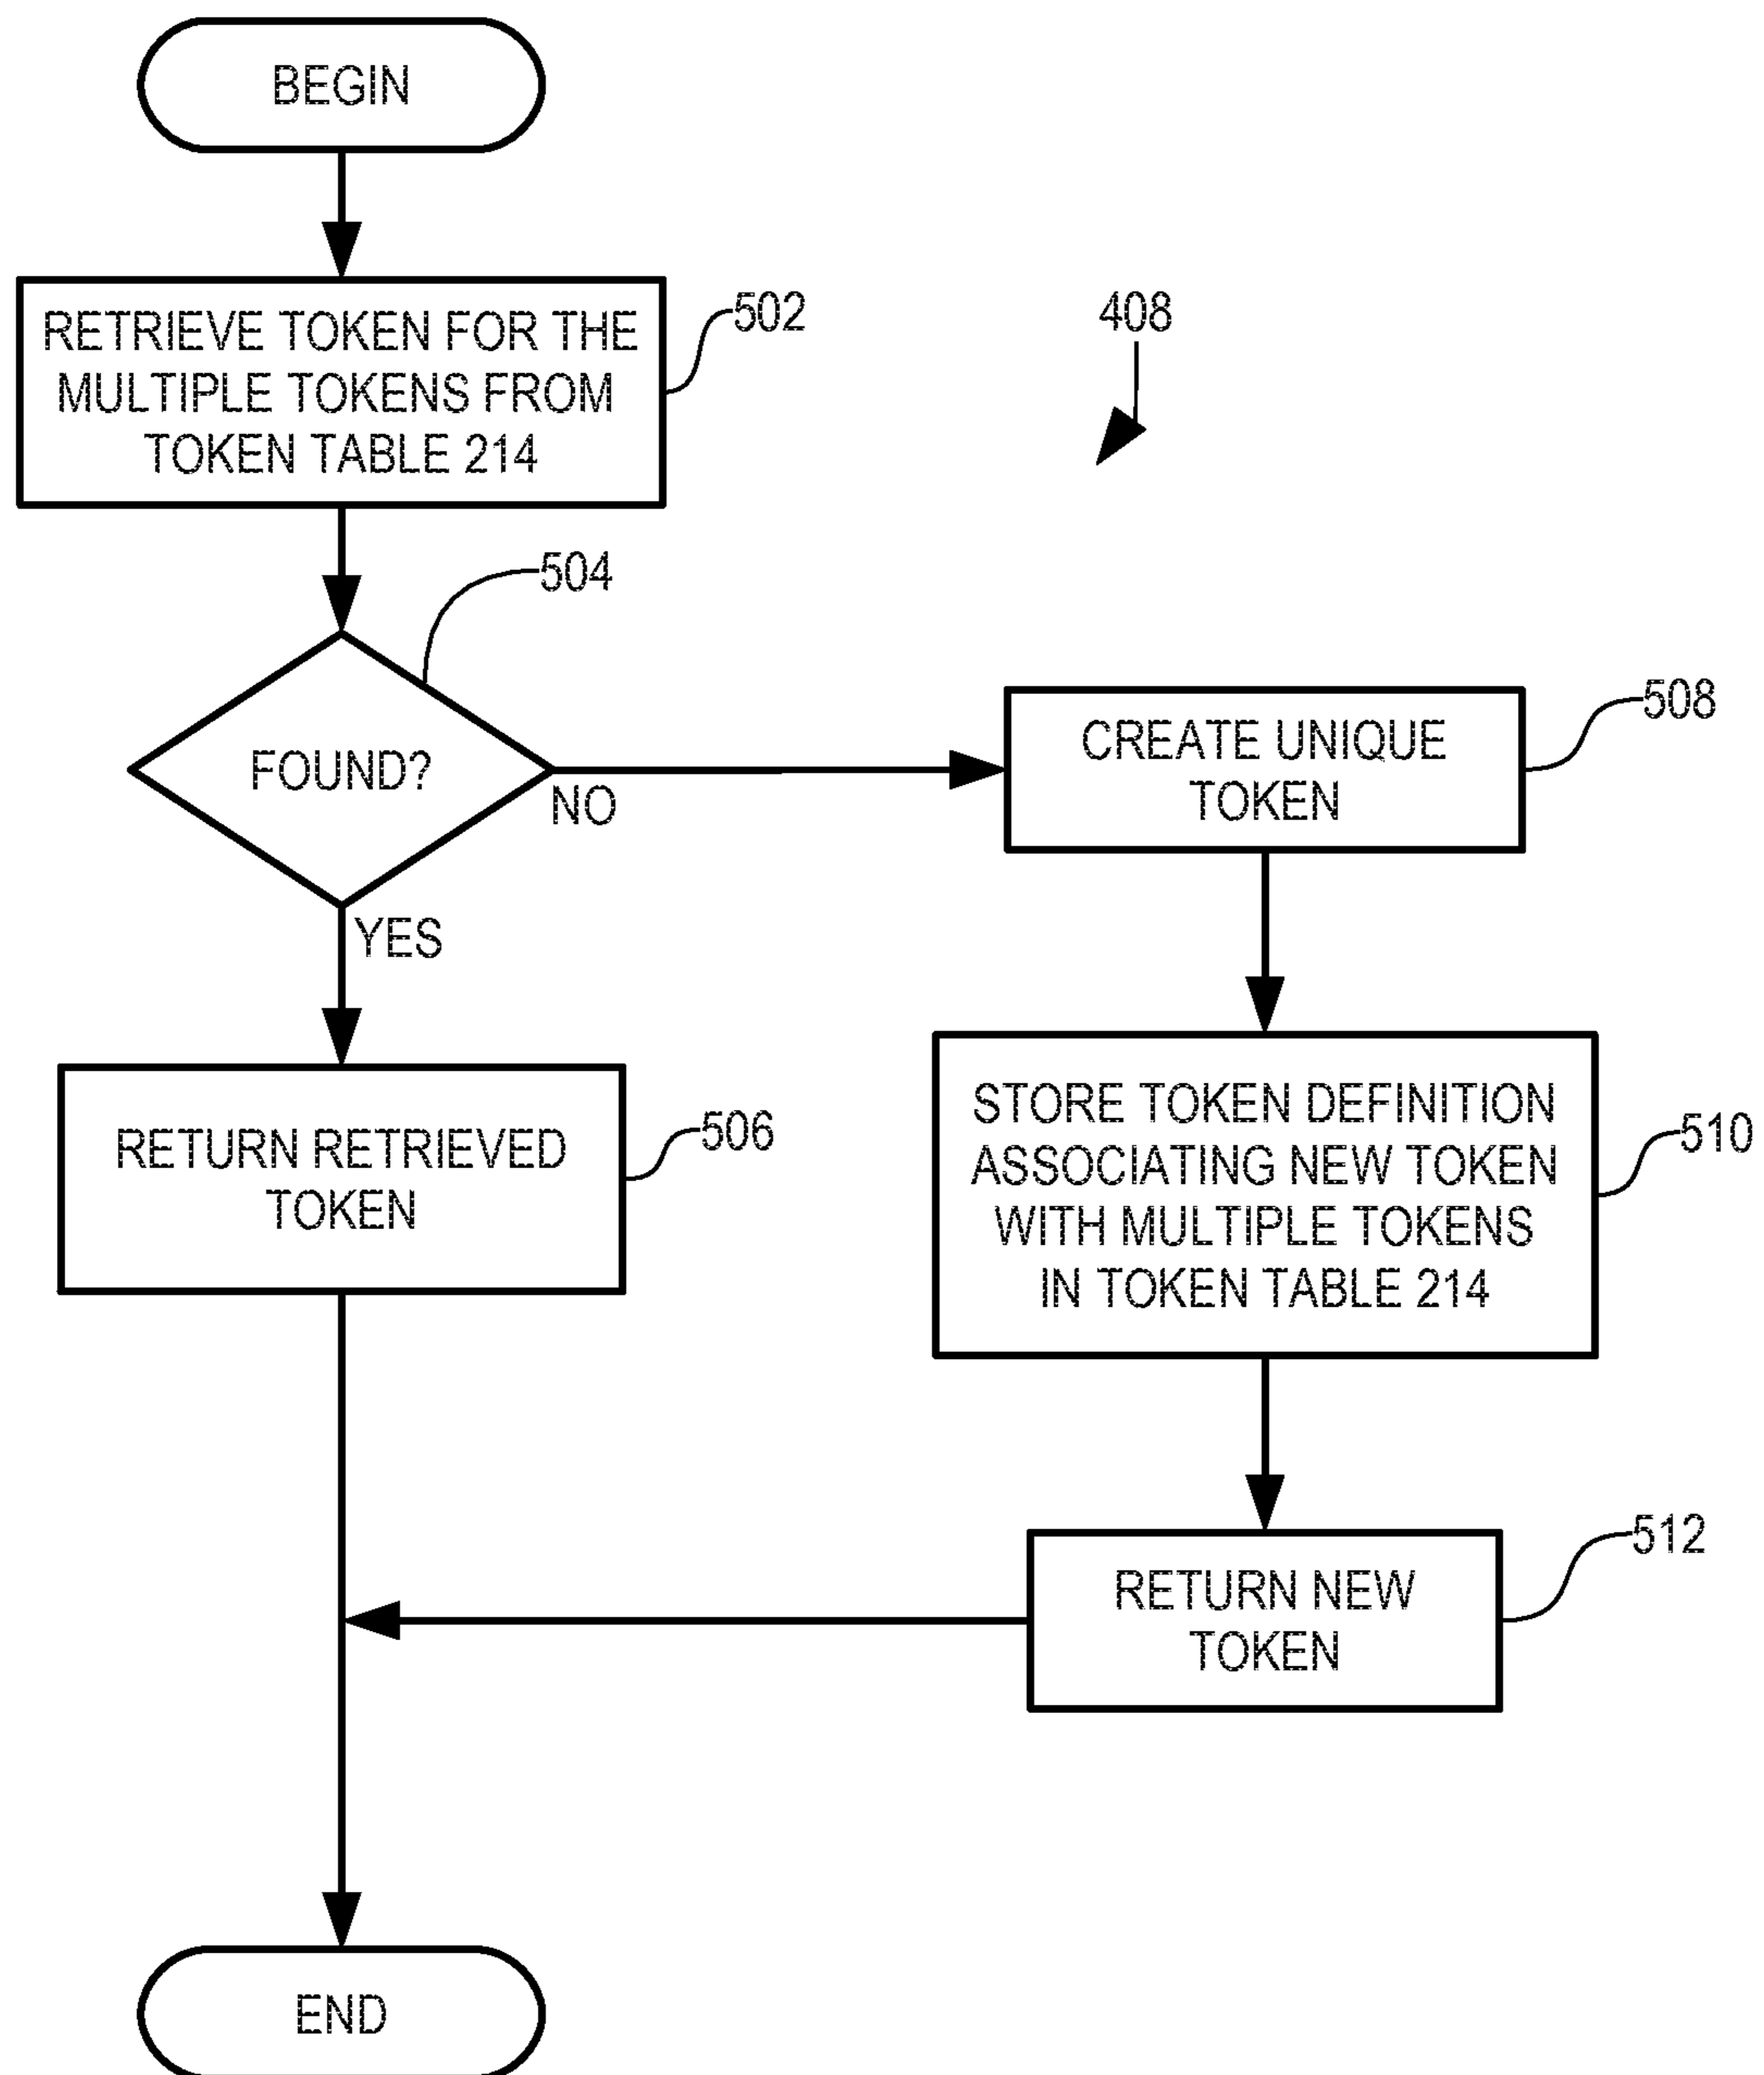 BEGIN
RETRIEVE TOKEN FOR THE
MULTIPLE TOKENS FROM
TOKEN TABLE 214
502
408
504
FOUND?
NO
YES
CREATE UNIQUE
TOKEN
508
RETURN RETRIEVED
TOKEN
506
STORE TOKEN DEFINITION
ASSOCIATING NEW TOKEN
WITH MULTIPLE TOKENS
IN TOKEN TABLE 214
510
RETURN NEW
TOKEN
512
END